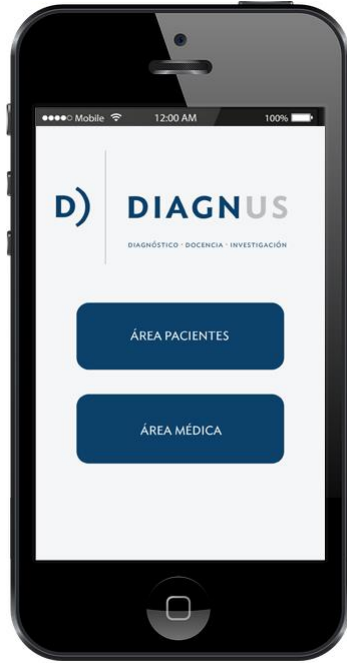 Mobile 12:00 AM 100%
D) DIAGNUS
DIAGNÓSTICO · DOCENCIA · INVESTIGACIÓN
ÁREA PACIENTES
ÁREA MÉDICA